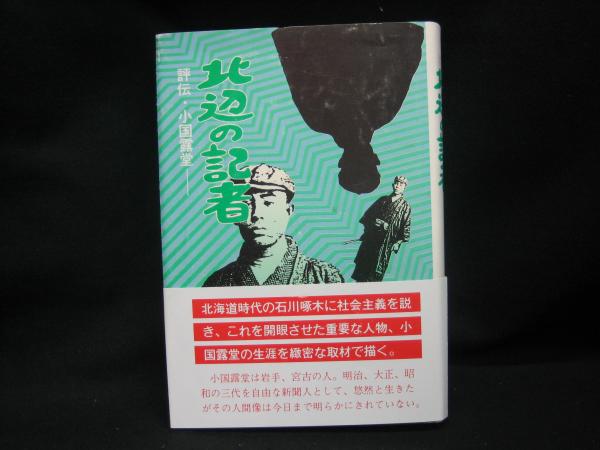 北辺の記者
評伝・小国露堂――
北海道時代の石川啄木に社会主義を説
き、これを開眼させた重要な人物、小
国露堂の生涯を緻密な取材で描く。
小国露堂は岩手、宮古の人。明治、大正、昭
和の三代を自由な新聞人として、悠然と生きた
がその人間像は今日まで明らかにされていない。
北辺の記者